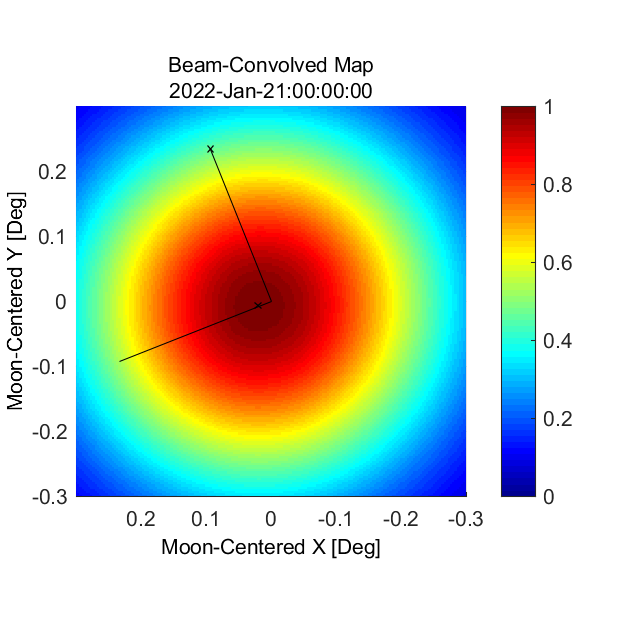 Beam-Convolved Map
2022-Jan-21:00:00:00
Moon-Centered Y [Deg]
0.2
0.1
0
-0.1
-0.2
-0.3
0.2 0.1 0 -0.1 -0.2 -0.3
Moon-Centered X [Deg]
1
0.8
0.6
0.4
0.2
0